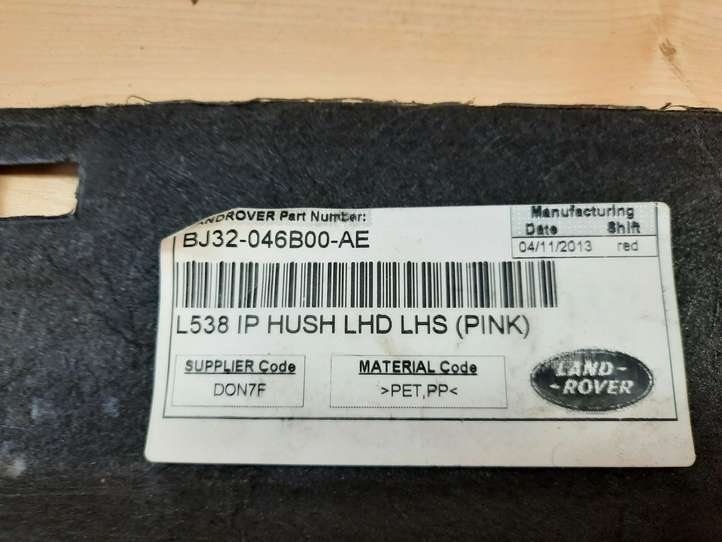 LANDROVER Part Number:
BJ32-046B00-AE
Manufacturing
Date Shift
04/11/2013 red
L538 IP HUSH LHD LHS (PINK)
SUPPLIER Code
DON7F
MATERIAL Code
>PET,PP<
LAND-
-ROVER